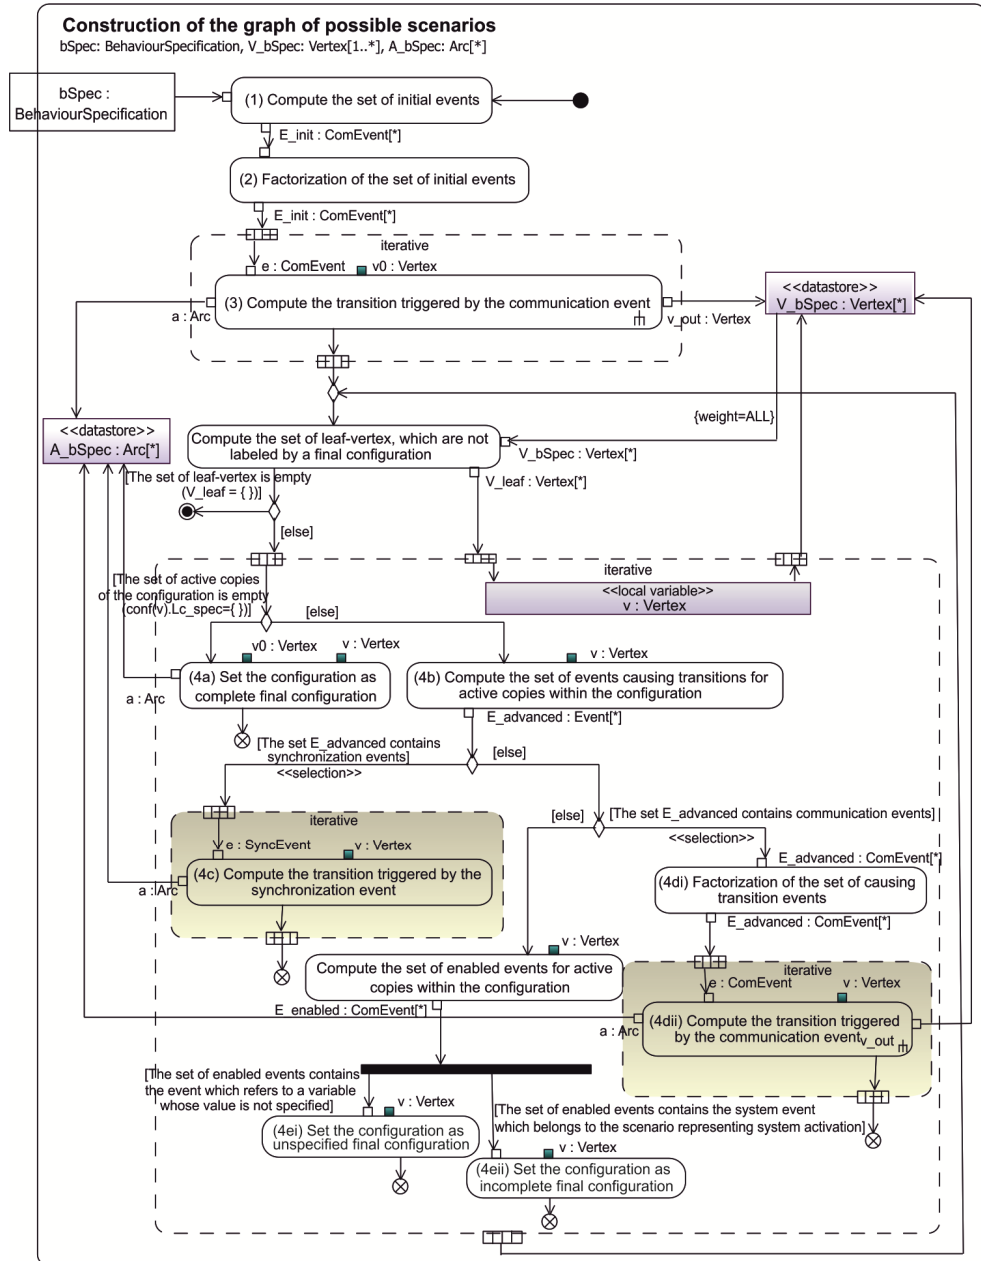 Construction of the graph of possible scenarios
bSpec: BehaviourSpecification, V_bSpec: Vertex[1..*], A_bSpec: Arc[*]
bSpec :
BehaviourSpecification
(1) Compute the set of initial events
E_init : ComEvent[*]
(2) Factorization of the set of initial events
E_init : ComEvent[*]
iterative
e : ComEvent
v0 : Vertex
(3) Compute the transition triggered by the communication event
a : Arc
v_out : Vertex
<<datastore>>
V_bSpec : Vertex[*]
{weight=ALL}
<<datastore>>
A_bSpec : Arc[*]
Compute the set of leaf-vertex, which are not
labeled by a final configuration
V_bSpec : Vertex[*]
V_leaf : Vertex[*]
[The set of leaf-vertex is empty
(V_leaf = { })]
[else]
iterative
<<local variable>>
v : Vertex
[The set of active copies
of the configuration is empty
(conf(v).Lc_spec={ })]
[else]
v0 : Vertex
v : Vertex
v : Vertex
(4a) Set the configuration as
complete final configuration
a : Arc
(4b) Compute the set of events causing transitions for
active copies within the configuration
E_advanced : Event[*]
[The set E_advanced contains
synchronization events]
<<selection>>
[else]
iterative
e : SyncEvent
v : Vertex
(4c) Compute the transition triggered by the
synchronization event
a : Arc
[else]
[The set E_advanced contains communication events]
<<selection>>
E_advanced : ComEvent[*]
(4di) Factorization of the set of causing
transition events
E_advanced : ComEvent[*]
v : Vertex
Compute the set of enabled events for active
copies within the configuration
E_enabled : ComEvent[*]
iterative
e : ComEvent
v : Vertex
(4dii) Compute the transition triggered
by the communication event
a : Arc
v_out
[The set of enabled events contains
the event which refers to a variable
whose value is not specified]
v : Vertex
(4ei) Set the configuration as
unspecified final configuration
[The set of enabled events contains the system event
which belongs to the scenario representing system activation]
v : Vertex
(4eii) Set the configuration as
incomplete final configuration